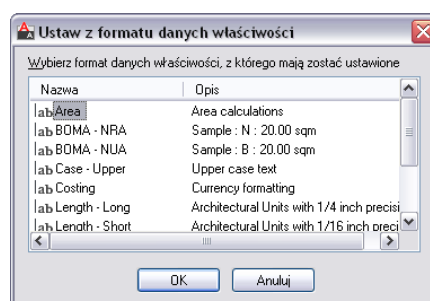 Ustaw z formatu danych właściwości
Wybierz format danych właściwości, z którego mają zostać ustawione
Nazwa Opis
Area Area calculations
BOMA - NRA Sample : N : 20.00 sqm
BOMA - NUA Sample : B : 20.00 sqm
Case - Upper Upper case text
Costing Currency formatting
Length - Long Architectural Units with 1/4 inch precisi
Length - Short Architectural Units with 1/16 inch preci
OK Anuluj